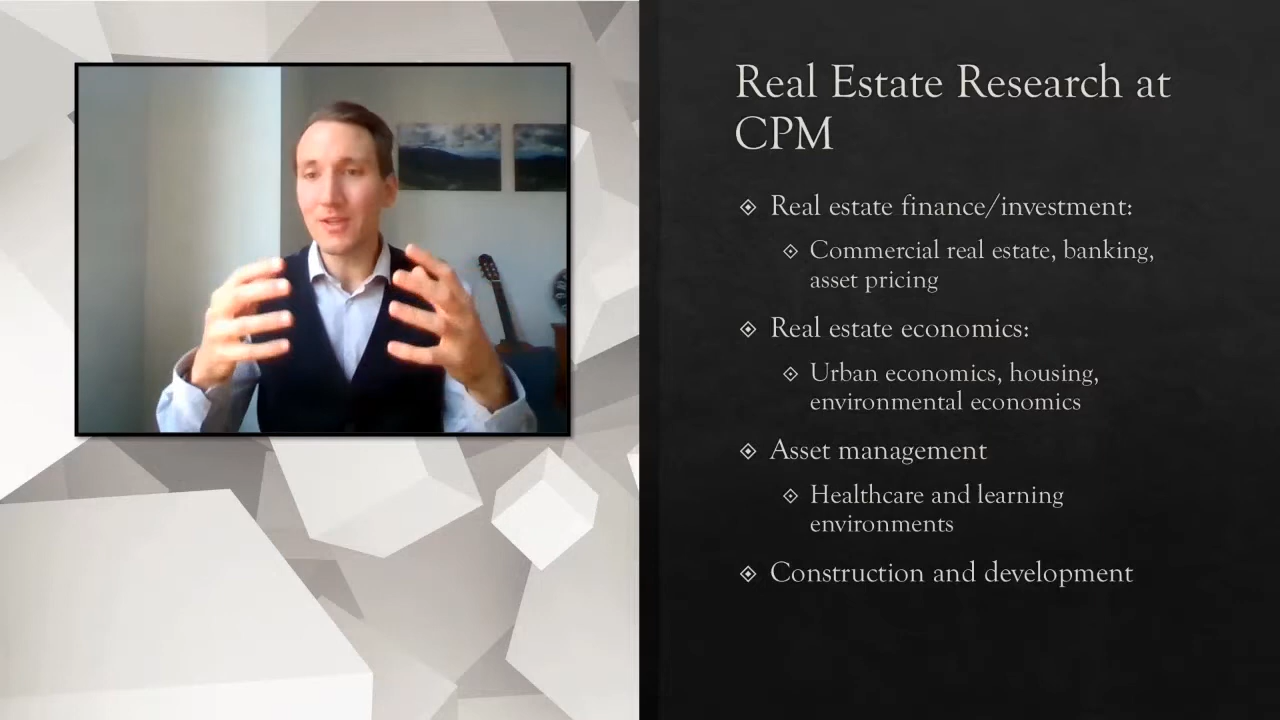 Real Estate Research at
CPM
Real estate finance/investment:
Commercial real estate, banking,
asset pricing
Real estate economics:
Urban economics, housing,
environmental economics
Asset management
Healthcare and learning
environments
Construction and development